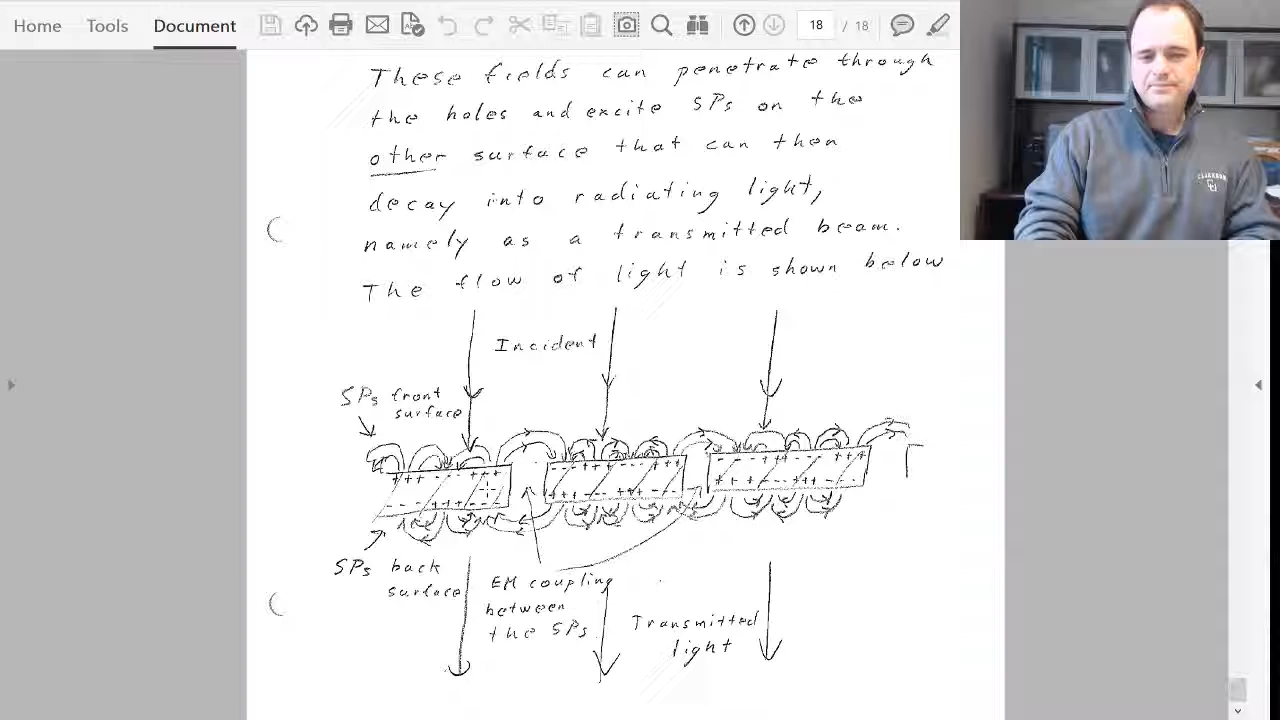 Home Tools Document 18 / 18
These fields can penetrate through
the holes and excite SPs on the
other surface that can then
decay into radiating light,
namely as a transmitted beam.
The flow of light is shown below
Incident
SPs front
surface
SPs back
surface
EM coupling
between
the SPs
Transmitted
light
CLARKSON